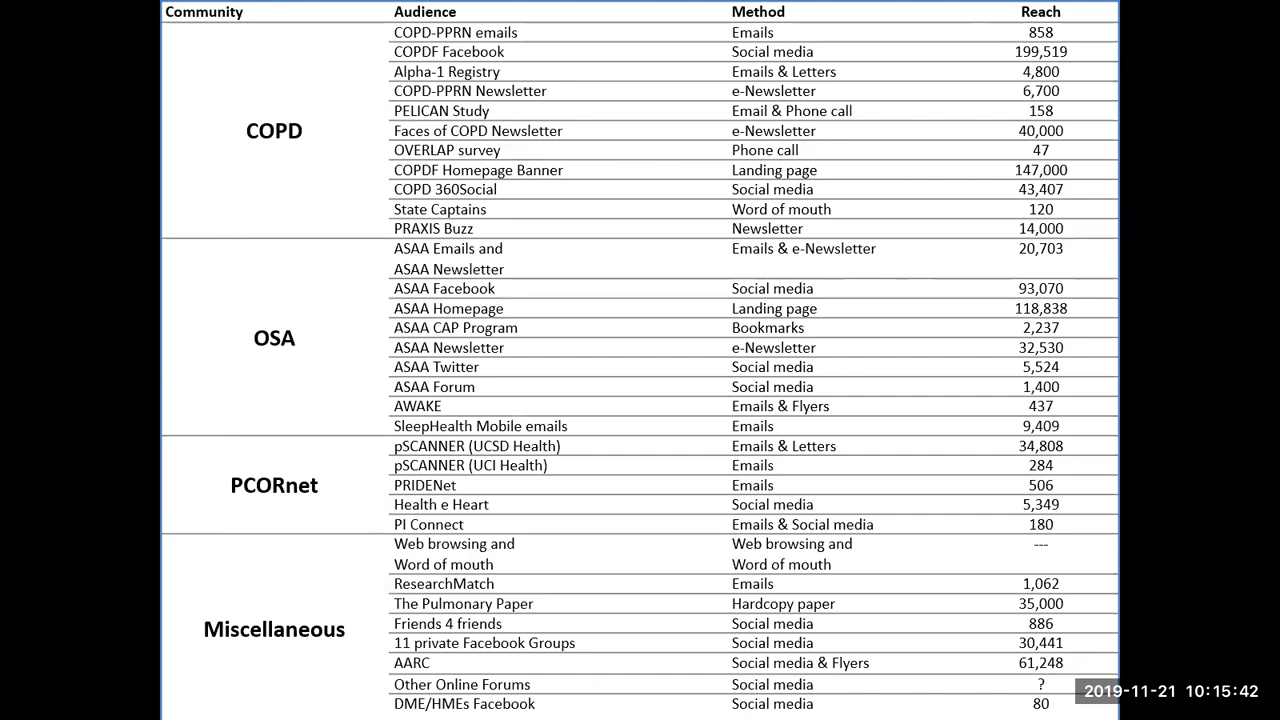 Community Audience Method Reach
COPD
COPD-PPRN emails Emails 858
COPDF Facebook Social media 199,519
Alpha-1 Registry Emails & Letters 4,800
COPD-PPRN Newsletter e-Newsletter 6,700
PELICAN Study Email & Phone call 158
Faces of COPD Newsletter e-Newsletter 40,000
OVERLAP survey Phone call 47
COPDF Homepage Banner Landing page 147,000
COPD 360Social Social media 43,407
State Captains Word of mouth 120
PRAXIS Buzz Newsletter 14,000
OSA
ASAA Emails and Emails & e-Newsletter 20,703
ASAA Newsletter
ASAA Facebook Social media 93,070
ASAA Homepage Landing page 118,838
ASAA CAP Program Bookmarks 2,237
ASAA Newsletter e-Newsletter 32,530
ASAA Twitter Social media 5,524
ASAA Forum Social media 1,400
AWAKE Emails & Flyers 437
SleepHealth Mobile emails Emails 9,409
PCORnet
pSCANNER (UCSD Health) Emails & Letters 34,808
pSCANNER (UCI Health) Emails 284
PRIDENet Emails 506
Health e Heart Social media 5,349
PI Connect Emails & Social media 180
Miscellaneous
Web browsing and Web browsing and ---
Word of mouth Word of mouth
ResearchMatch Emails 1,062
The Pulmonary Paper Hardcopy paper 35,000
Friends 4 friends Social media 886
11 private Facebook Groups Social media 30,441
AARC Social media & Flyers 61,248
Other Online Forums Social media ?
DME/HMEs Facebook Social media 80
2019-11-21 10:15:42